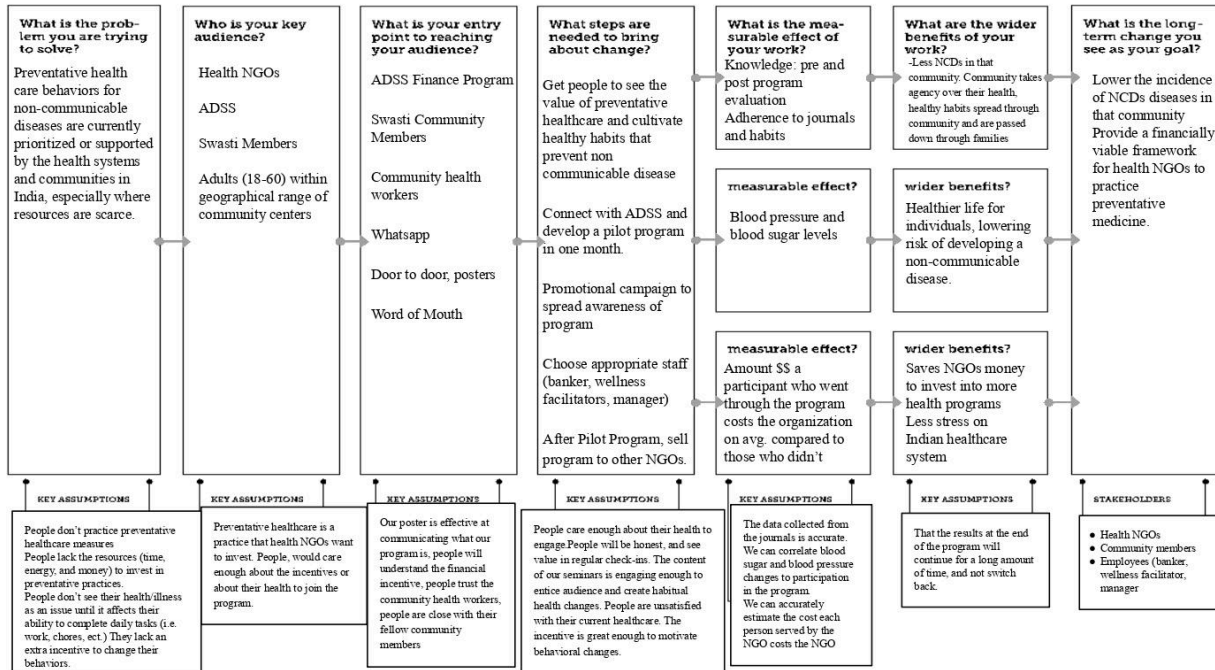 What is the prob-
lem you are trying
to solve?
Preventative health
care behaviors for
non-communicable
diseases are currently
prioritized or supported
by the health systems
and communities in
India, especially where
resources are scarce.
Who is your key
audience?
Health NGOs
ADSS
Swasti Members
Adults (18-60) within
geographical range of
community centers
What is your entry
point to reaching
your audience?
ADSS Finance Program
Swasti Community
Members
Community health
workers
Whatsapp
Door to door, posters
Word of Mouth
What steps are
needed to bring
about change?
Get people to see the
value of preventative
healthcare and cultivate
healthy habits that
prevent non
communicable disease
Connect with ADSS and
develop a pilot program
in one month.
Promotional campaign to
spread awareness of
program
Choose appropriate staff
(banker, wellness
facilitators, manager)
After Pilot Program, sell
program to other NGOs.
What is the mea-
surable effect of
your work?
Knowledge: pre and
post program
evaluation
Adherence to journals
and habits
measurable effect?
Blood pressure and
blood sugar levels
measurable effect?
Amount $$ a
participant who went
through the program
costs the organization
on avg. compared to
those who didn't
What are the wider
benefits of your
work?
-Less NCDs in that
community. Community takes
agency over their health,
healthy habits spread through
community and are passed
down through families
wider benefits?
Healthier life for
individuals, lowering
risk of developing a
non-communicable
disease.
wider benefits?
Saves NGOs money
to invest into more
health programs
Less stress on
Indian healthcare
system
What is the long-
term change you
see as your goal?
Lower the incidence
of NCDs diseases in
that community
Provide a financially
viable framework
for health NGOs to
practice
preventative
medicine.
KEY ASSUMPTIONS
People don't practice preventative
healthcare measures
People lack the resources (time,
energy, and money) to invest in
preventative practices.
People don't see their health/illness
as an issue until it affects their
ability to complete daily tasks (i.e.
work, chores, ect.) They lack an
extra incentive to change their
behaviors.
KEY ASSUMPTIONS
Preventative healthcare is a
practice that health NGOs want
to invest. People, would care
enough about the incentives or
about their health to join the
program.
KEY ASSUMPTIONS
Our poster is effective at
communicating what our
program is, people will
understand the financial
incentive, people trust the
community health workers,
people are close with their
fellow community
members
KEY ASSUMPTIONS
People care enough about their health to
engage.People will be honest, and see
value in regular check-ins. The content
of our seminars is engaging enough to
entice audience and create habitual
health changes. People are unsatisfied
with their current healthcare. The
incentive is great enough to motivate
behavioral changes.
KEY ASSUMPTIONS
The data collected from
the journals is accurate.
We can correlate blood
sugar and blood pressure
changes to participation
in the program.
We can accurately
estimate the cost each
person served by the
NGO costs the NGO
KEY ASSUMPTIONS
That the results at the end
of the program will
continue for a long amount
of time, and not switch
back.
STAKEHOLDERS
● Health NGOs
● Community members
● Employees (banker,
wellness facilitator,
manager